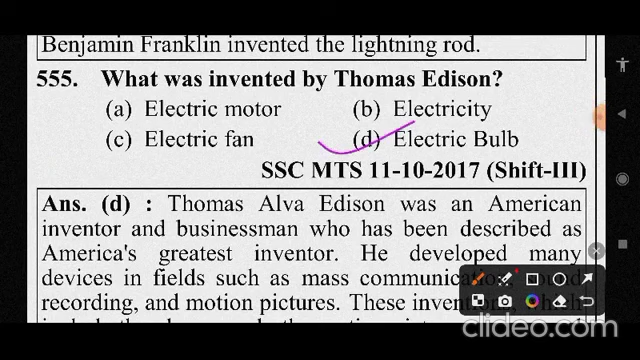 Benjamin Franklin invented the lightning rod.
555. What was invented by Thomas Edison?
(a) Electric motor (b) Electricity
(c) Electric fan (d) Electric Bulb
SSC MTS 11-10-2017 (Shift-III)
Ans. (d) : Thomas Alva Edison was an American
inventor and businessman who has been described as
America's greatest inventor. He developed many
devices in fields such as mass
recording, and motion pictures. These
clideo.com